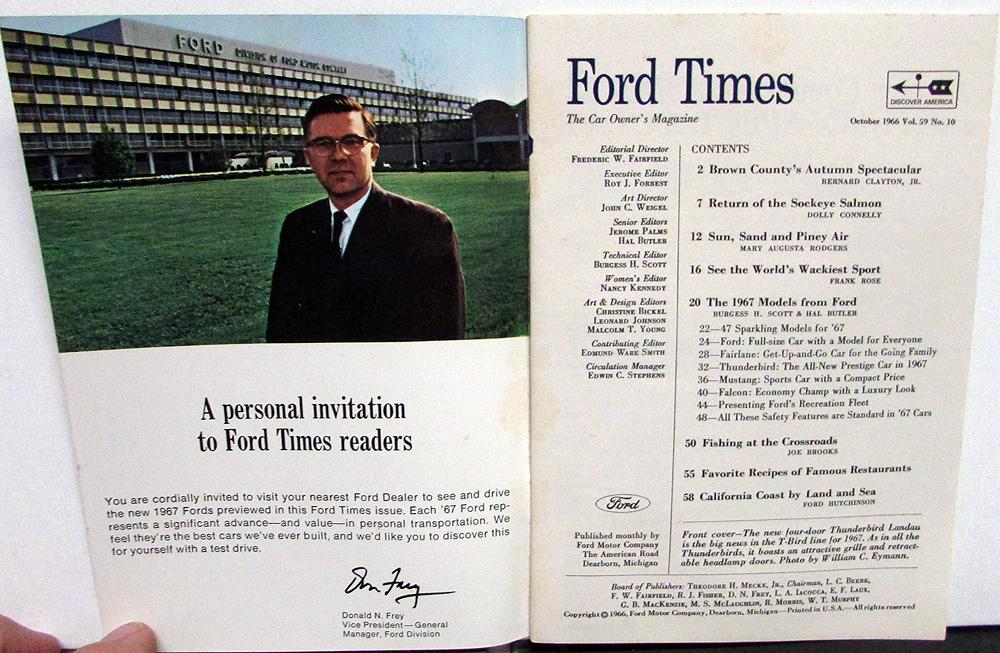 FORD DIVISION OF FORD MOTOR COMPANY
A personal invitation
to Ford Times readers
You are cordially invited to visit your nearest Ford Dealer to see and drive
the new 1967 Fords previewed in this Ford Times issue. Each '67 Ford rep-
resents a significant advance—and value—in personal transportation. We
feel they're the best cars we've ever built, and we'd like you to discover this
for yourself with a test drive.
Don Frey
Donald N. Frey
Vice President—General
Manager, Ford Division
Ford Times
The Car Owner's Magazine
DISCOVER AMERICA
October 1966 Vol. 59 No. 10
Editorial Director
FREDERIC W. FAIRFIELD
Executive Editor
ROY J. FORREST
Art Director
JOHN C. WEIGEL
Senior Editors
JEROME PALMS
HAL BUTLER
Technical Editor
BURGESS H. SCOTT
Women's Editor
NANCY KENNEDY
Art & Design Editors
CHRISTINE BICKEL
LEONARD JOHNSON
MALCOLM T. YOUNG
Contributing Editor
EDMUND WARE SMITH
Circulation Manager
EDWIN C. STEPHENS
Ford
Published monthly by
Ford Motor Company
The American Road
Dearborn, Michigan
CONTENTS
2 Brown County's Autumn Spectacular
BERNARD CLAYTON, JR.
7 Return of the Sockeye Salmon
DOLLY CONNELLY
12 Sun, Sand and Piney Air
MARY AUGUSTA RODGERS
16 See the World's Wackiest Sport
FRANK ROSE
20 The 1967 Models from Ford
BURGESS H. SCOTT & HAL BUTLER
22—47 Sparkling Models for '67
24—Ford: Full-size Car with a Model for Everyone
28—Fairlane: Get-Up-and-Go Car for the Going Family
32—Thunderbird: The All-New Prestige Car in 1967
36—Mustang: Sports Car with a Compact Price
40—Falcon: Economy Champ with a Luxury Look
44—Presenting Ford's Recreation Fleet
48—All These Safety Features are Standard in '67 Cars
50 Fishing at the Crossroads
JOE BROOKS
55 Favorite Recipes of Famous Restaurants
58 California Coast by Land and Sea
FORD HUTCHINSON
Front cover—The new four-door Thunderbird Landau
is the big news in the T-Bird line for 1967. As in all the
Thunderbirds, it boasts an attractive grille and retract-
able headlamp doors. Photo by William C. Eymann.
Board of Publishers: THEODORE H. MECKE, JR., Chairman, L. C. BEEBE,
F. W. FAIRFIELD, R. J. FISHER, D. N. FREY, L. A. IACOCCA, E. F. LAUX,
G. B. MACKENZIE, M. S. MCLAUGHLIN, R. MORRIS, W. T. MURPHY
Copyright © 1966, Ford Motor Company, Dearborn, Michigan—Printed in U.S.A.—All rights reserved